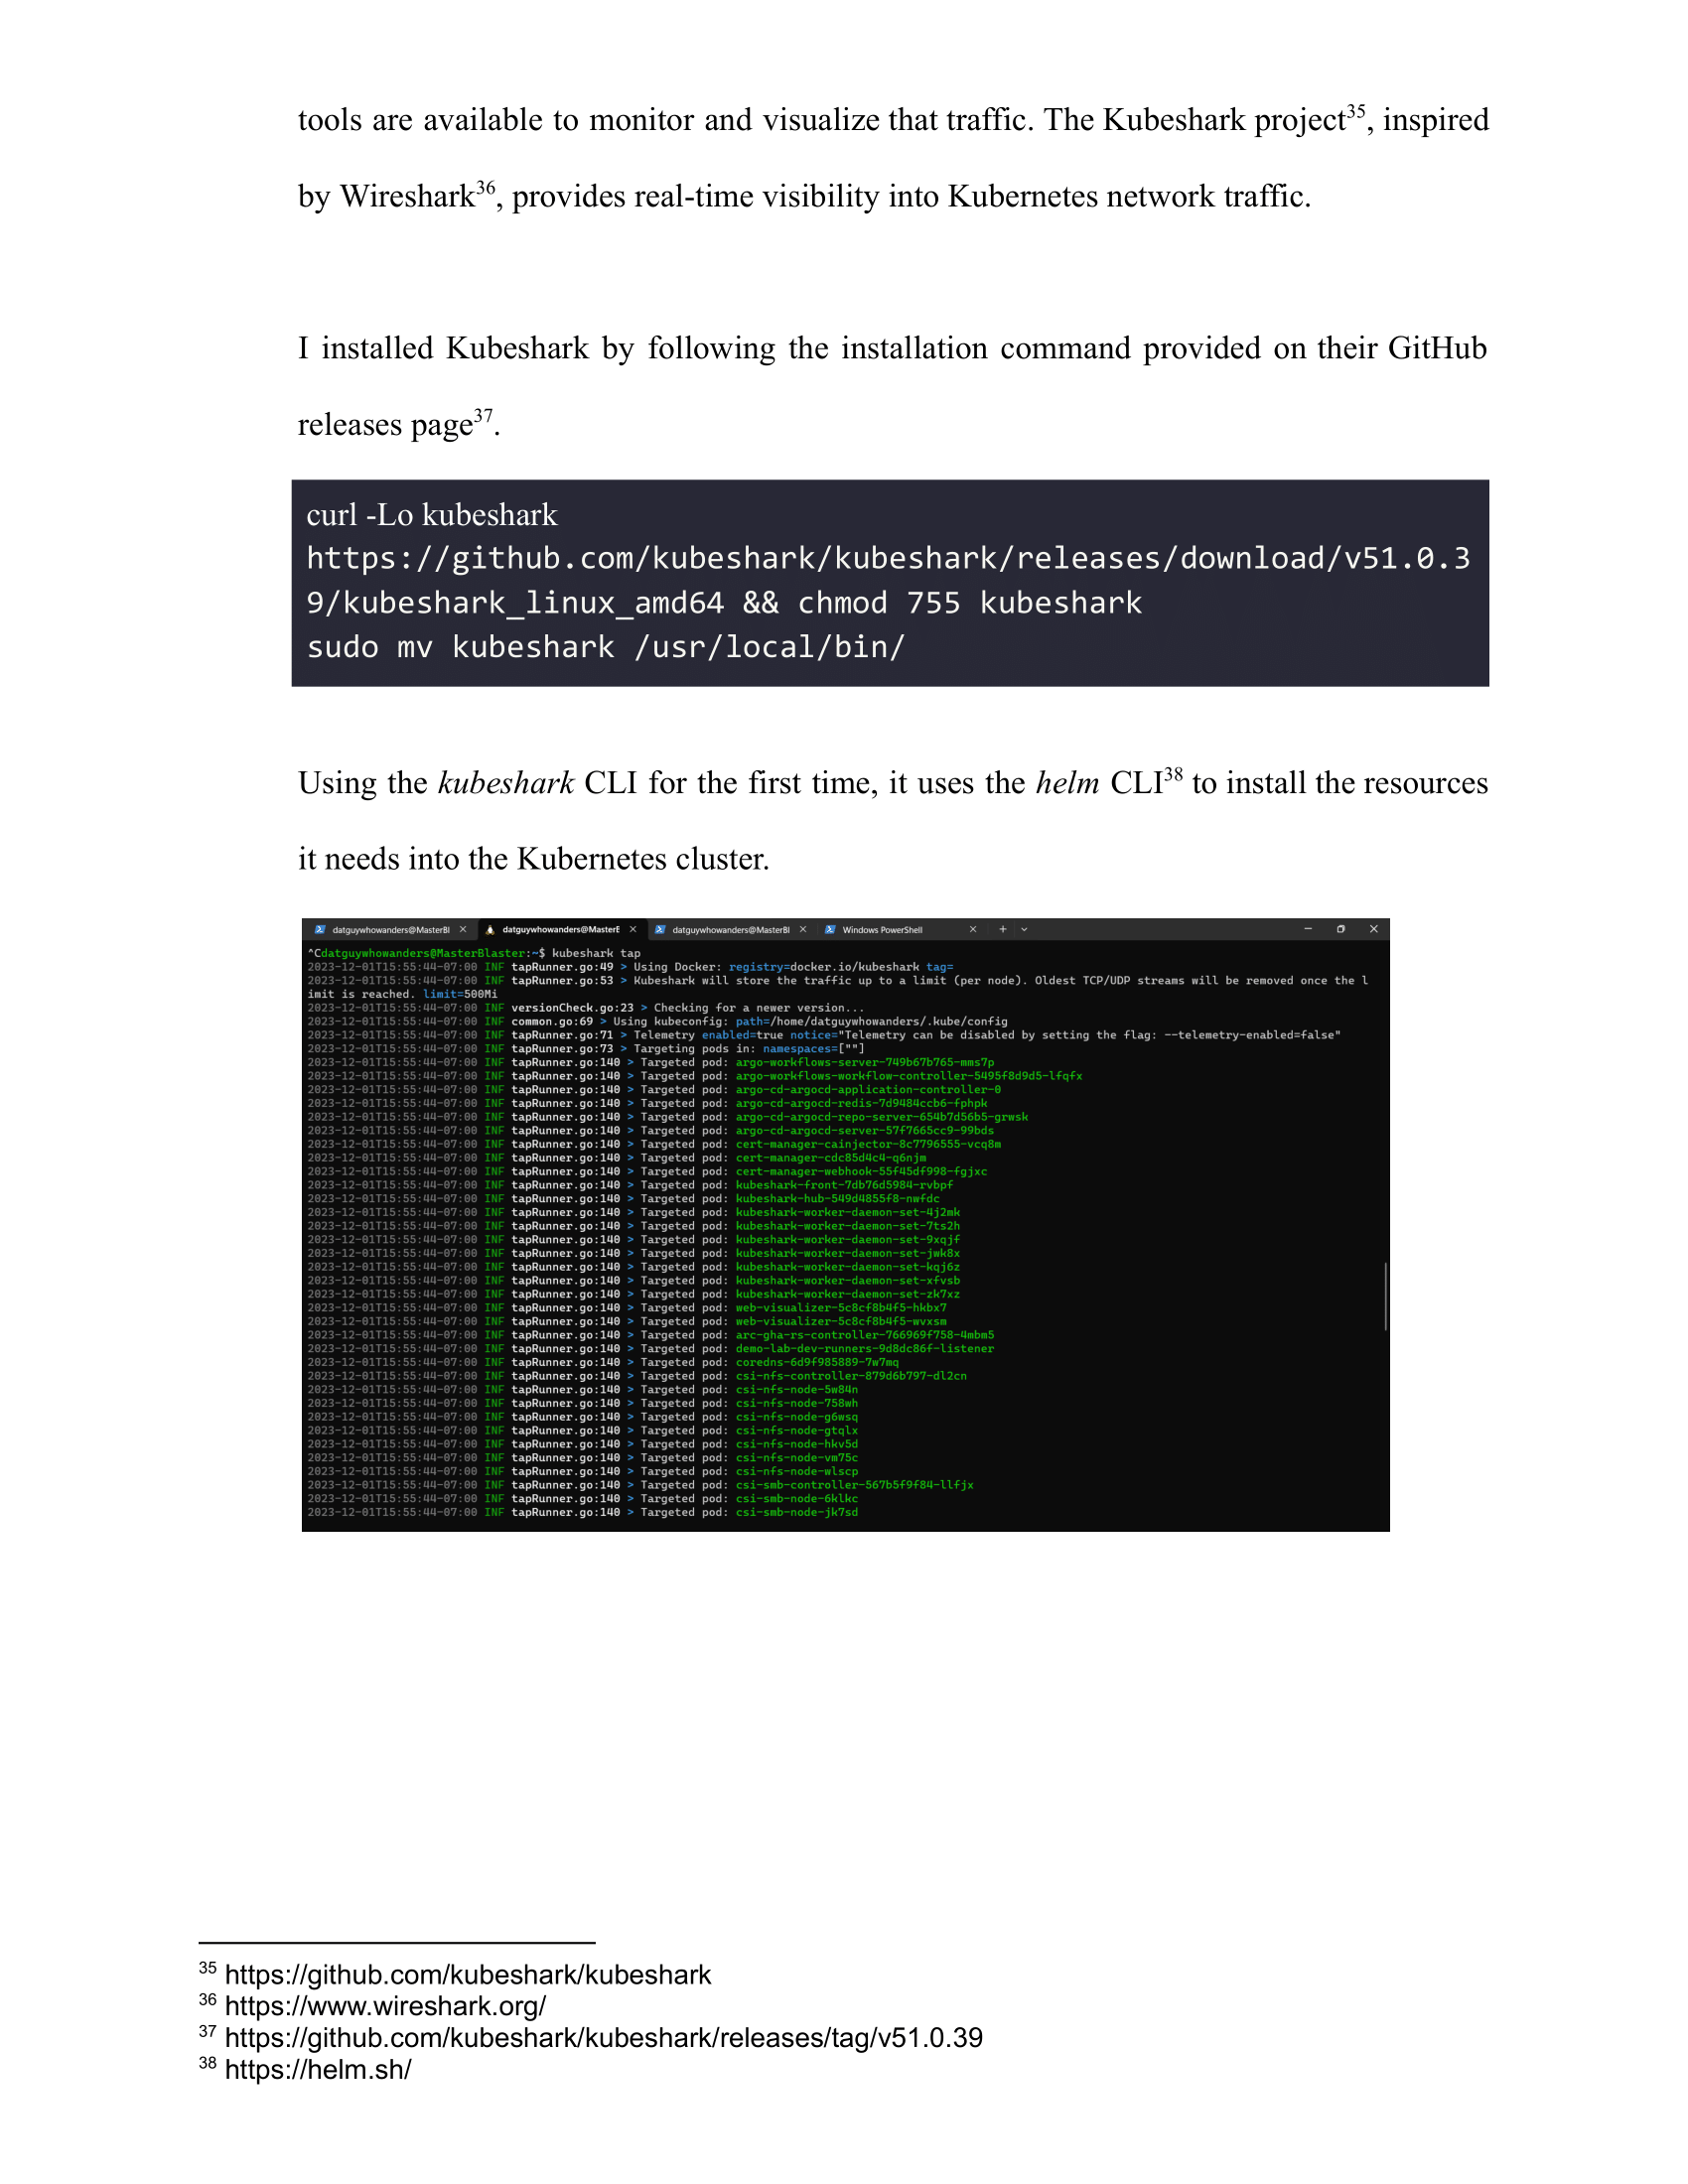 tools are available to monitor and visualize that traffic. The Kubeshark project35, inspired
by Wireshark36, provides real-time visibility into Kubernetes network traffic.
I installed Kubeshark by following the installation command provided on their GitHub
releases page37.
curl -Lo kubeshark
https://github.com/kubeshark/kubeshark/releases/download/v51.0.3
9/kubeshark_linux_amd64 && chmod 755 kubeshark
sudo mv kubeshark /usr/local/bin/
Using the kubeshark CLI for the first time, it uses the helm CLI38 to install the resources
it needs into the Kubernetes cluster.
datguywhowanders@MasterBl × datguywhowanders@MasterE × datguywhowanders@MasterBl × Windows PowerShell × +
^Cdatguywhowanders@MasterBlaster:~$ kubeshark tap
2023-12-01T15:55:44-07:00 INF tapRunner.go:49 > Using Docker: registry=docker.io/kubeshark tag=
2023-12-01T15:55:44-07:00 INF tapRunner.go:53 > Kubeshark will store the traffic up to a limit (per node). Oldest TCP/UDP streams will be removed once the l
imit is reached. limit=500Mi
2023-12-01T15:55:44-07:00 INF versionCheck.go:23 > Checking for a newer version...
2023-12-01T15:55:44-07:00 INF common.go:69 > Using kubeconfig: path=/home/datguywhowanders/.kube/config
2023-12-01T15:55:44-07:00 INF tapRunner.go:71 > Telemetry enabled=true notice="Telemetry can be disabled by setting the flag: --telemetry-enabled=false"
2023-12-01T15:55:44-07:00 INF tapRunner.go:73 > Targeting pods in: namespaces=[""]
2023-12-01T15:55:44-07:00 INF tapRunner.go:140 > Targeted pod: argo-workflows-server-749b67b765-mms7p
2023-12-01T15:55:44-07:00 INF tapRunner.go:140 > Targeted pod: argo-workflows-workflow-controller-5495f8d9d5-lfqfx
2023-12-01T15:55:44-07:00 INF tapRunner.go:140 > Targeted pod: argo-cd-argocd-application-controller-0
2023-12-01T15:55:44-07:00 INF tapRunner.go:140 > Targeted pod: argo-cd-argocd-redis-7d9484ccb6-fphpk
2023-12-01T15:55:44-07:00 INF tapRunner.go:140 > Targeted pod: argo-cd-argocd-repo-server-654b7d56b5-grwsk
2023-12-01T15:55:44-07:00 INF tapRunner.go:140 > Targeted pod: argo-cd-argocd-server-57f7665cc9-99bds
2023-12-01T15:55:44-07:00 INF tapRunner.go:140 > Targeted pod: cert-manager-cainjector-8c7796555-vcq8m
2023-12-01T15:55:44-07:00 INF tapRunner.go:140 > Targeted pod: cert-manager-cdc85d4c4-q6njm
2023-12-01T15:55:44-07:00 INF tapRunner.go:140 > Targeted pod: cert-manager-webhook-55f45df998-fgjxc
2023-12-01T15:55:44-07:00 INF tapRunner.go:140 > Targeted pod: kubeshark-front-7db76d5984-rvbpf
2023-12-01T15:55:44-07:00 INF tapRunner.go:140 > Targeted pod: kubeshark-hub-549d4855f8-nwfdc
2023-12-01T15:55:44-07:00 INF tapRunner.go:140 > Targeted pod: kubeshark-worker-daemon-set-4j2mk
2023-12-01T15:55:44-07:00 INF tapRunner.go:140 > Targeted pod: kubeshark-worker-daemon-set-7ts2h
2023-12-01T15:55:44-07:00 INF tapRunner.go:140 > Targeted pod: kubeshark-worker-daemon-set-9xqjf
2023-12-01T15:55:44-07:00 INF tapRunner.go:140 > Targeted pod: kubeshark-worker-daemon-set-jwk8x
2023-12-01T15:55:44-07:00 INF tapRunner.go:140 > Targeted pod: kubeshark-worker-daemon-set-kqj6z
2023-12-01T15:55:44-07:00 INF tapRunner.go:140 > Targeted pod: kubeshark-worker-daemon-set-xfvsb
2023-12-01T15:55:44-07:00 INF tapRunner.go:140 > Targeted pod: kubeshark-worker-daemon-set-zk7xz
2023-12-01T15:55:44-07:00 INF tapRunner.go:140 > Targeted pod: web-visualizer-5c8cf8b4f5-hkbx7
2023-12-01T15:55:44-07:00 INF tapRunner.go:140 > Targeted pod: web-visualizer-5c8cf8b4f5-wvxsm
2023-12-01T15:55:44-07:00 INF tapRunner.go:140 > Targeted pod: arc-gha-rs-controller-766969f758-4mbm5
2023-12-01T15:55:44-07:00 INF tapRunner.go:140 > Targeted pod: demo-lab-dev-runners-9d8dc86f-listener
2023-12-01T15:55:44-07:00 INF tapRunner.go:140 > Targeted pod: coredns-6d9f985889-7w7mq
2023-12-01T15:55:44-07:00 INF tapRunner.go:140 > Targeted pod: csi-nfs-controller-879d6b797-dl2cn
2023-12-01T15:55:44-07:00 INF tapRunner.go:140 > Targeted pod: csi-nfs-node-5w84n
2023-12-01T15:55:44-07:00 INF tapRunner.go:140 > Targeted pod: csi-nfs-node-758wh
2023-12-01T15:55:44-07:00 INF tapRunner.go:140 > Targeted pod: csi-nfs-node-g6wsq
2023-12-01T15:55:44-07:00 INF tapRunner.go:140 > Targeted pod: csi-nfs-node-gtqlx
2023-12-01T15:55:44-07:00 INF tapRunner.go:140 > Targeted pod: csi-nfs-node-hkv5d
2023-12-01T15:55:44-07:00 INF tapRunner.go:140 > Targeted pod: csi-nfs-node-vm75c
2023-12-01T15:55:44-07:00 INF tapRunner.go:140 > Targeted pod: csi-nfs-node-wlscp
2023-12-01T15:55:44-07:00 INF tapRunner.go:140 > Targeted pod: csi-smb-controller-567b5f9f84-llfjx
2023-12-01T15:55:44-07:00 INF tapRunner.go:140 > Targeted pod: csi-smb-node-6klkc
2023-12-01T15:55:44-07:00 INF tapRunner.go:140 > Targeted pod: csi-smb-node-jk7sd
35 https://github.com/kubeshark/kubeshark
36 https://www.wireshark.org/
37 https://github.com/kubeshark/kubeshark/releases/tag/v51.0.39
38 https://helm.sh/